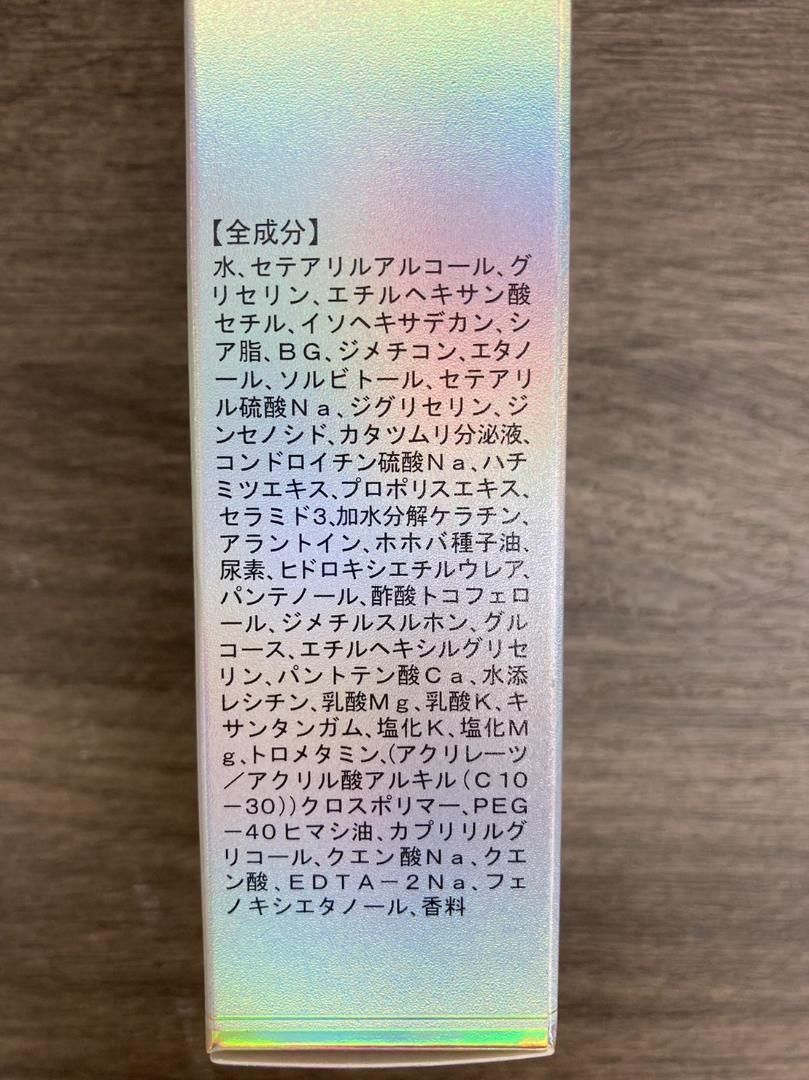 【全成分】
水、セテアリルアルコール、グ
リセリン、エチルヘキサン酸
セチル、イソヘキサデカン、シ
ア脂、ＢＧ、ジメチコン、エタノ
ール、ソルビトール、セテアリ
ル硫酸Ｎａ、ジグリセリン、ジ
ンセノシド、カタツムリ分泌液、
コンドロイチン硫酸Ｎａ、ハチ
ミツエキス、プロポリスエキス、
セラミド3、加水分解ケラチン、
アラントイン、ホホバ種子油、
尿素、ヒドロキシエチルウレア、
パンテノール、酢酸トコフェロ
ール、ジメチルスルホン、グル
コース、エチルヘキシルグリセ
リン、パントテン酸Ｃａ、水添
レシチン、乳酸Ｍｇ、乳酸Ｋ、キ
サンタンガム、塩化Ｋ、塩化Ｍ
ｇ、トロメタミン、(アクリレーツ
／アクリル酸アルキル（Ｃ10
－30))クロスポリマー、PEG
－40ヒマシ油、カプリリルグ
リコール、クエン酸Ｎａ、クエ
ン酸、ＥＤＴＡ－２Ｎａ、フェ
ノキシエタノール、香料